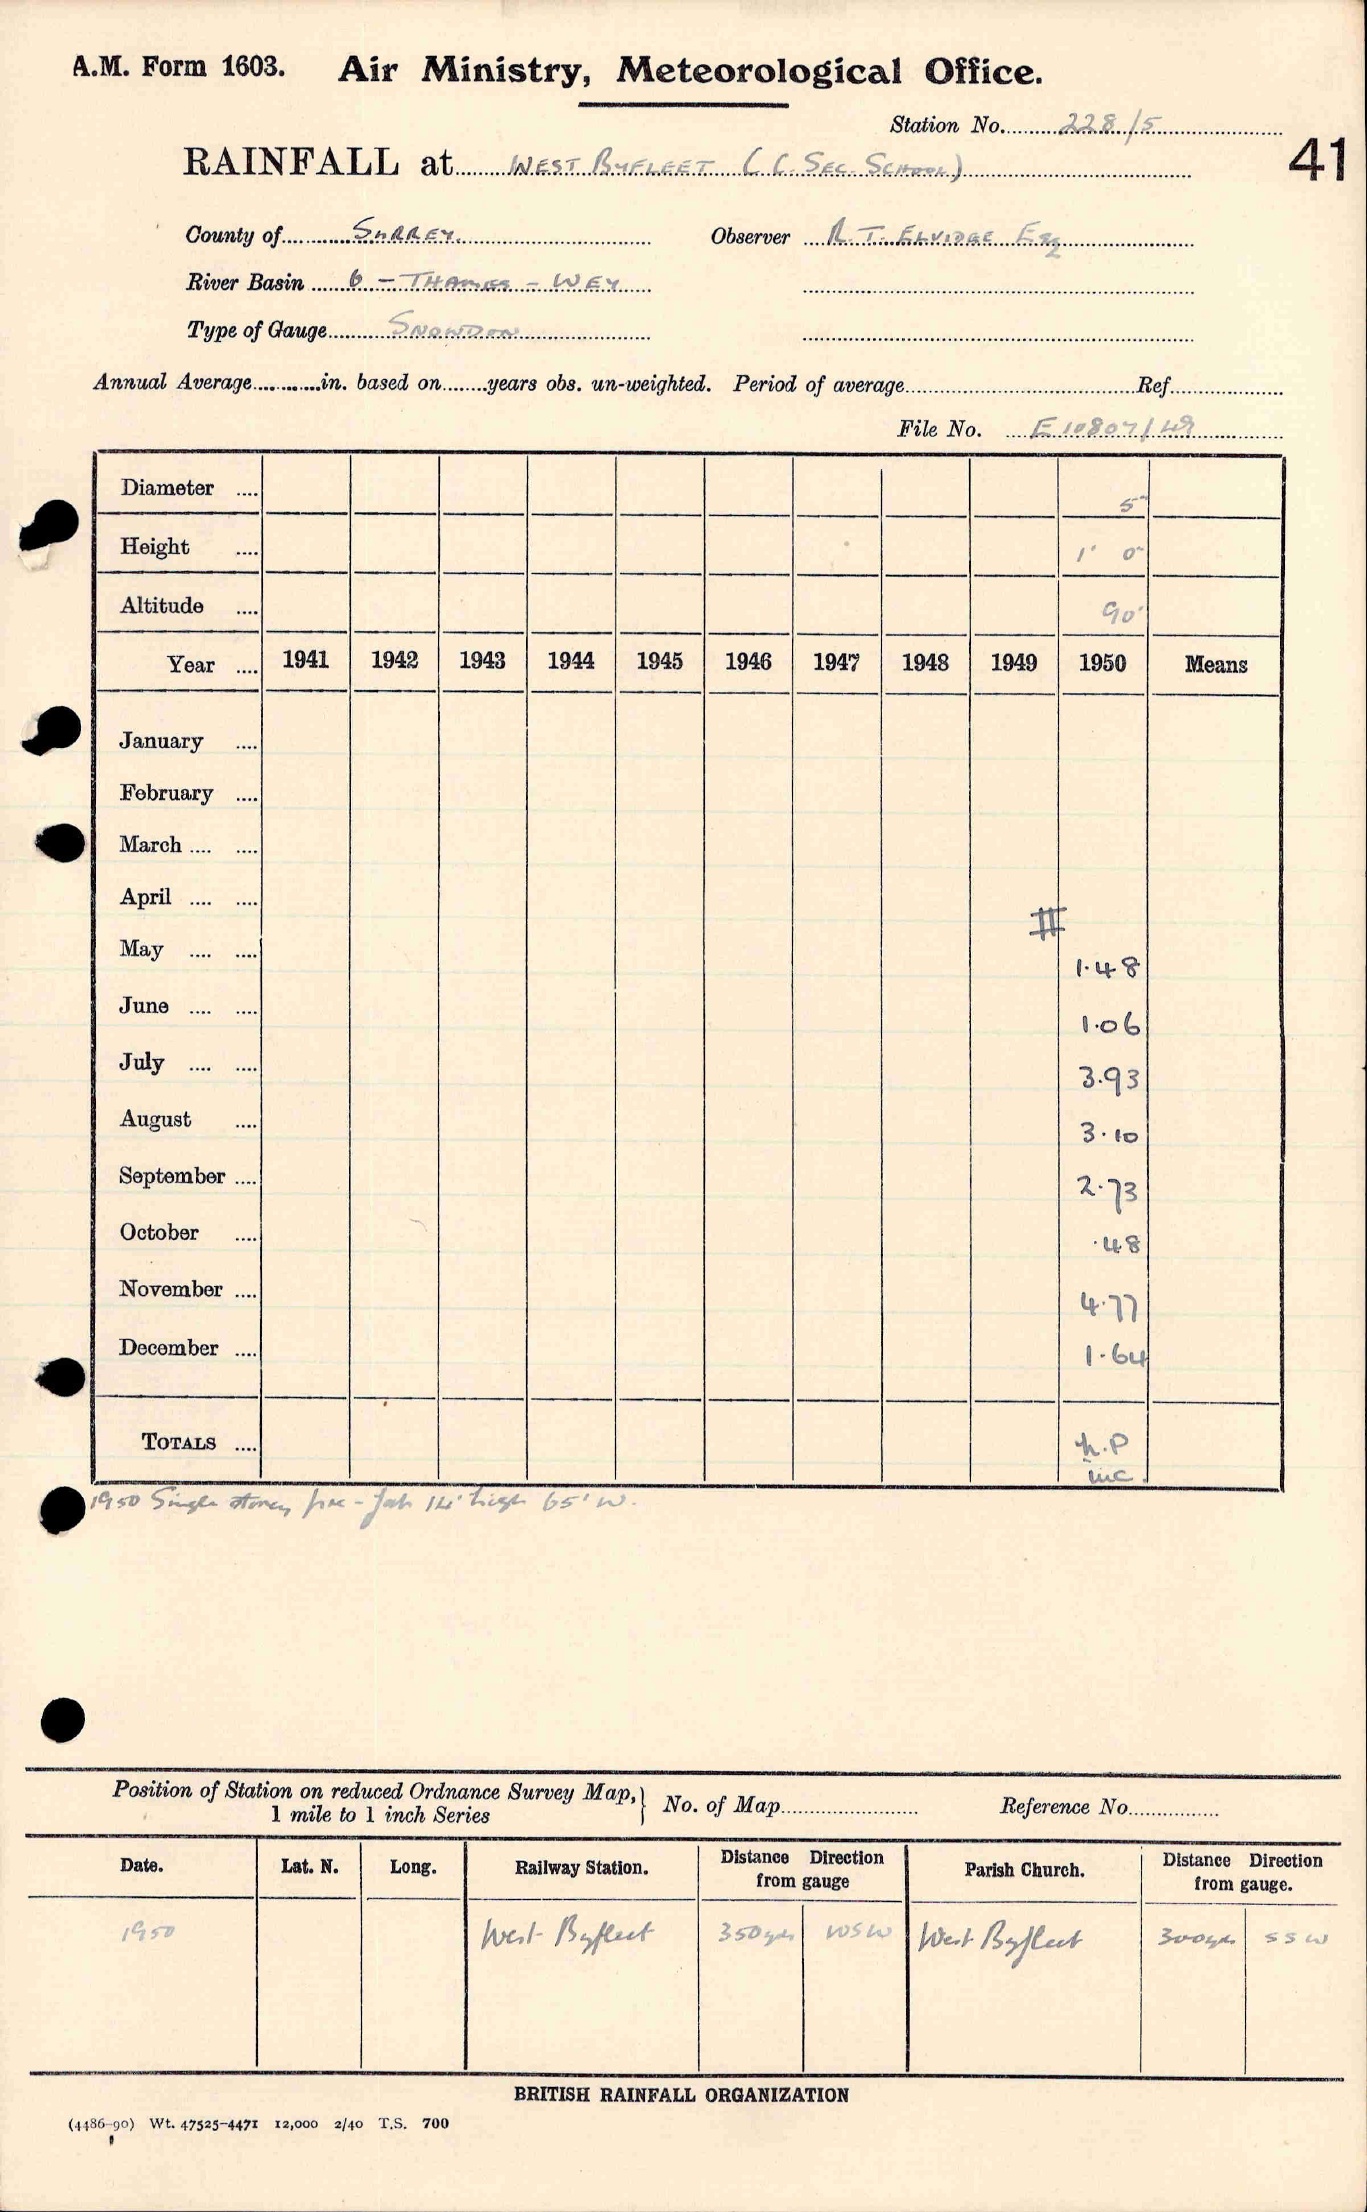 A.M. Form 1603. Air Ministry, Meteorological Office.
Station No. 228/5
RAINFALL at WEST BYFLEET (C. SEC. SCHOOL)
41
County of SURREY. Observer R.T. ELVIDGE Esq
River Basin 6 - THAMES - WEY
Type of Gauge SNOWDON
Annual Average in. based on years obs. un-weighted. Period of average Ref.
File No. E10807/49
Diameter .... 5"
Height .... 1' 0"
Altitude .... 90'
Year .... 1941 1942 1943 1944 1945 1946 1947 1948 1949 1950 Means
January ....
February ....
March .... ....
April .... ....
May .... .... 1.48
June .... .... 1.06
July .... .... 3.93
August .... 3.10
September .... 2.73
October .... .48
November .... 4.77
December .... 1.64
TOTALS .... n.P
inc.
1950 Single storey pre-fab 14' high 65' W.
Position of Station on reduced Ordnance Survey Map, 1 mile to 1 inch Series } No. of Map Reference No.
Date. Lat. N. Long. Railway Station. Distance Direction from gauge Parish Church. Distance Direction from gauge.
1950 West Byfleet 350yds WSW West Byfleet 300yds SSW
BRITISH RAINFALL ORGANIZATION
(4486-90) Wt. 47525-4471 12,000 2/40 T.S. 700